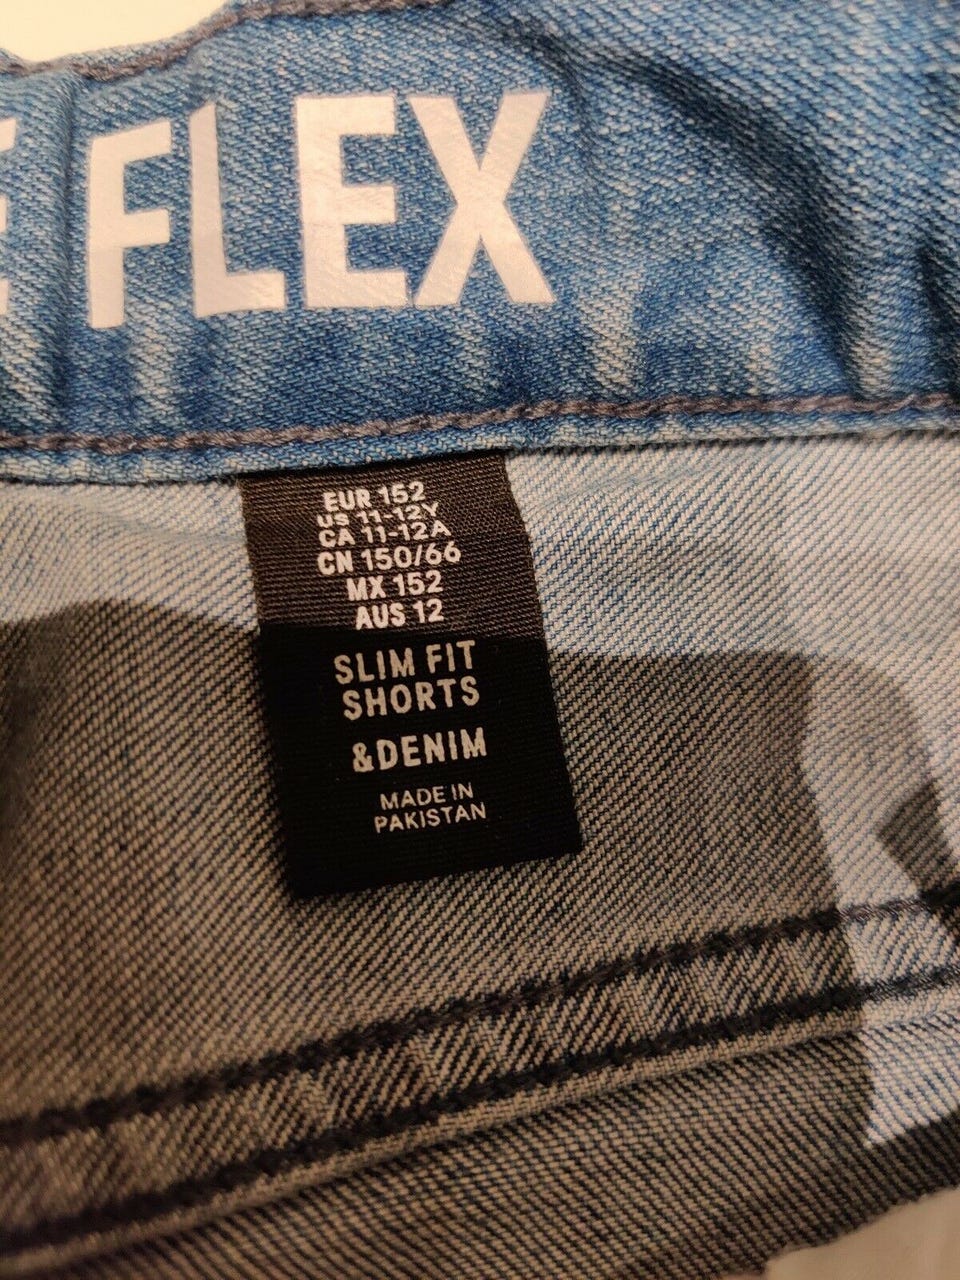 FLEX
EUR 152
US 11-12Y
CA 11-12A
CN 150/66
MX 152
AUS 12
SLIM FIT
SHORTS
&DENIM
MADE IN
PAKISTAN